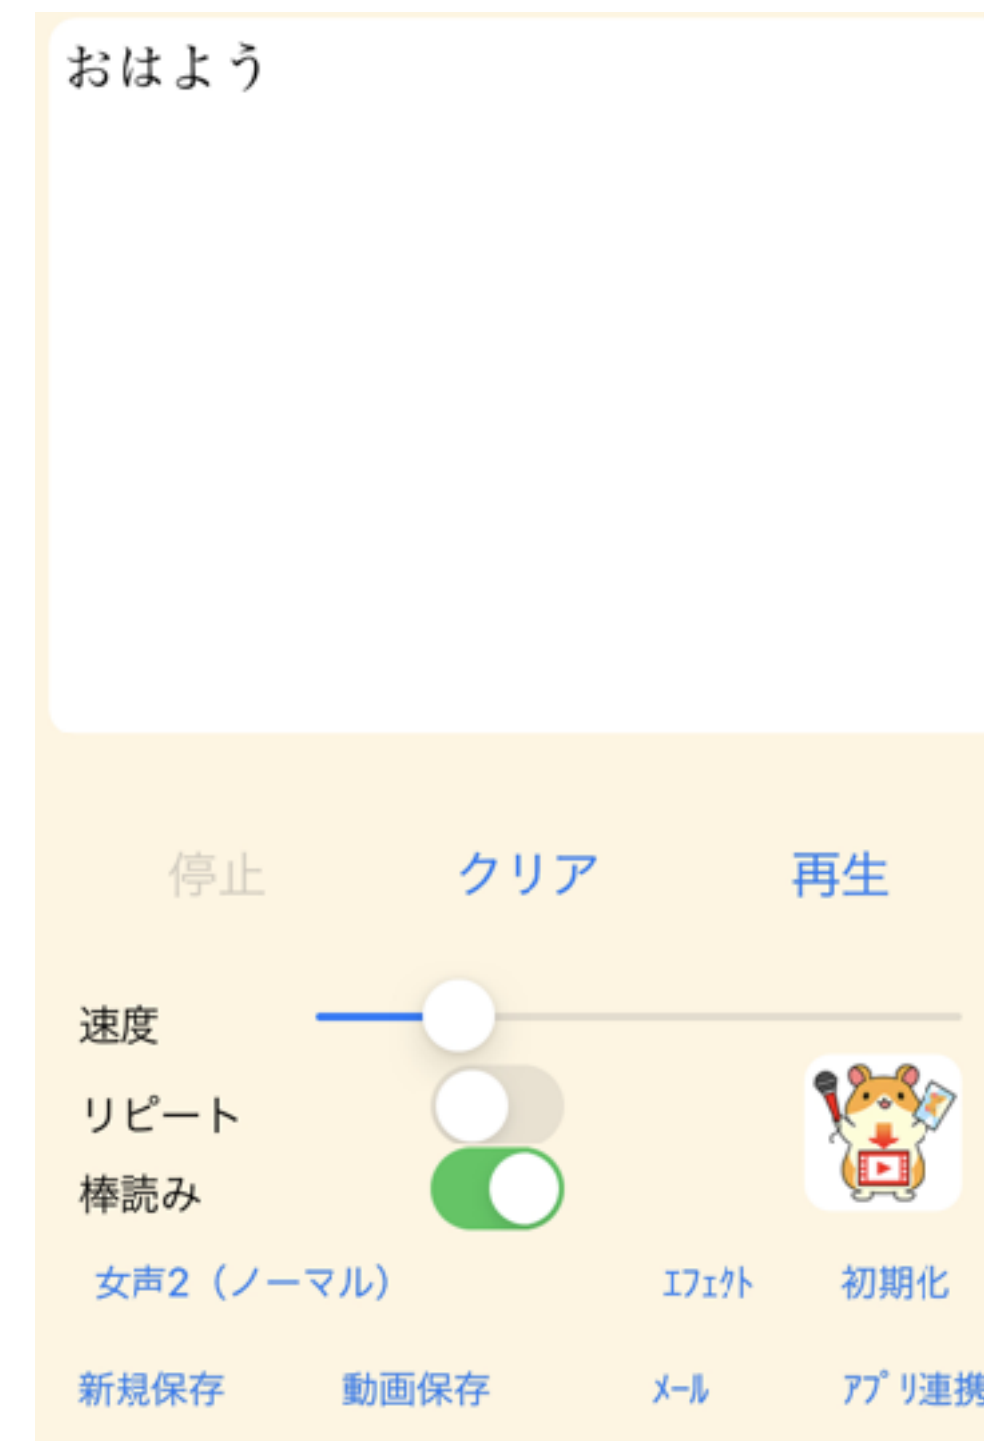 おはよう
停止 クリア 再生
速度
リピート
棒読み
女声2（ノーマル） ｴﾌｪｸﾄ 初期化
新規保存 動画保存 ﾒｰﾙ ｱﾌﾟﾘ連携